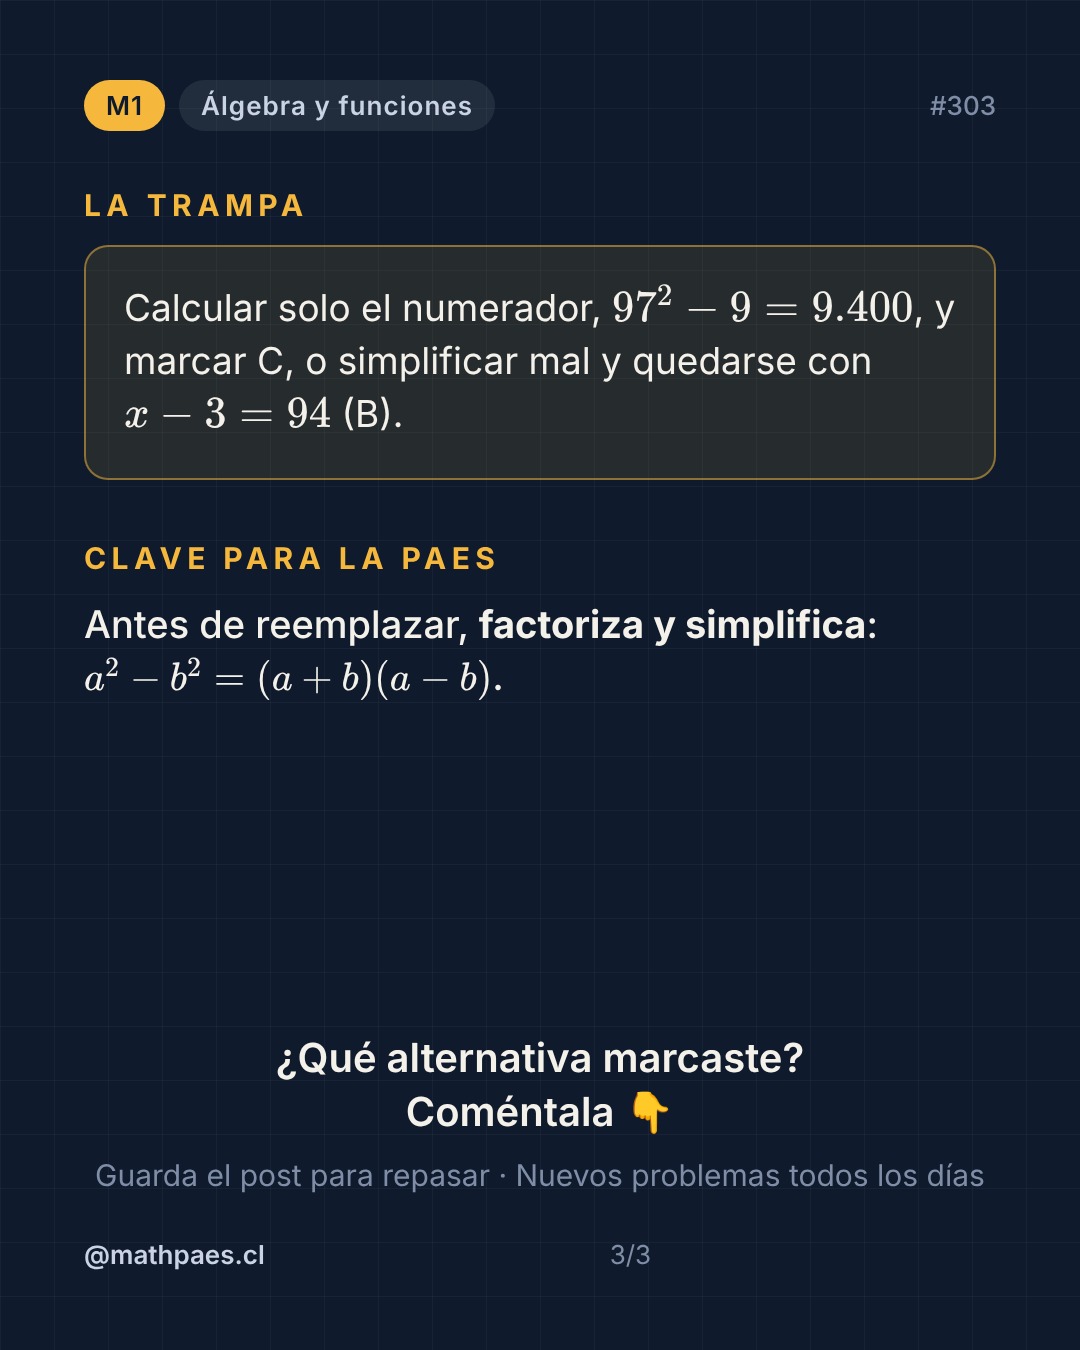 M1 Álgebra y funciones #303
LA TRAMPA
Calcular solo el numerador, 97² − 9 = 9.400, y
marcar C, o simplificar mal y quedarse con
x − 3 = 94 (B).
CLAVE PARA LA PAES
Antes de reemplazar, factoriza y simplifica:
a² − b² = (a + b)(a − b).
¿Qué alternativa marcaste?
Coméntala 👇
Guarda el post para repasar · Nuevos problemas todos los días
@mathpaes.cl 3/3